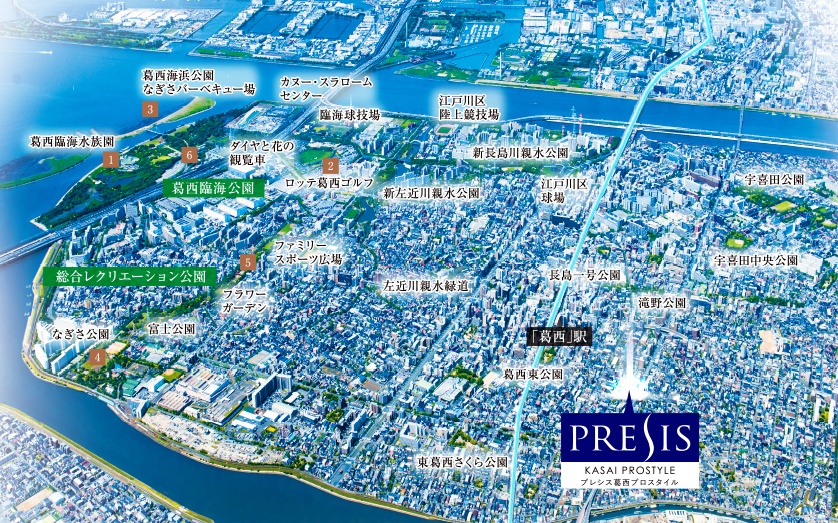 葛西海浜公園
なぎさバーベキュー場
3
カヌー・スラローム
センター
臨海球技場
江戸川区
陸上競技場
葛西臨海水族園
1
6
ダイヤと花の
観覧車
2
新長島川親水公園
葛西臨海公園
ロッテ葛西ゴルフ
新左近川親水公園
江戸川区
球場
宇喜田公園
ファミリー
スポーツ広場
5
総合レクリエーション公園
フラワー
ガーデン
左近川親水緑道
長島一号公園
宇喜田中央公園
滝野公園
なぎさ公園
4
富士公園
「葛西」駅
葛西東公園
東葛西さくら公園
PRESIS
KASAI PROSTYLE
プレシス葛西プロスタイル